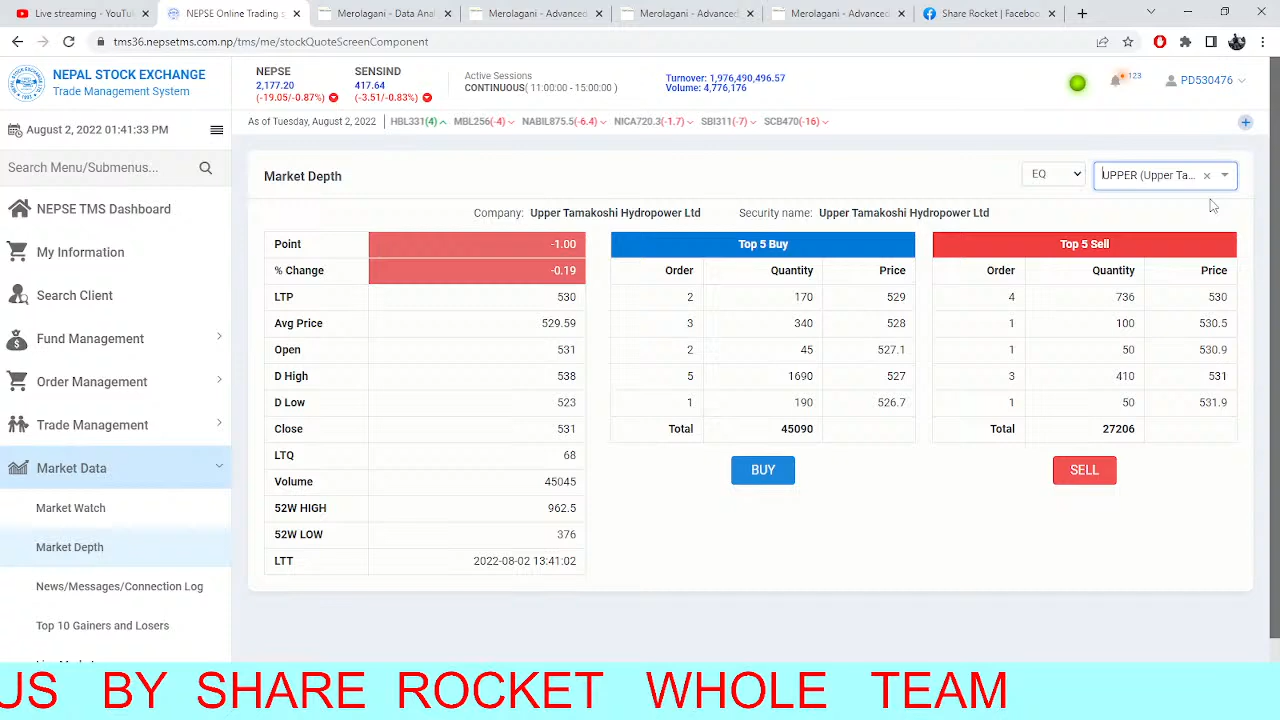 Live streaming - YouTu
NEPSE Online Trading s
Merolagani - Data Anal
Merolagani - Advanced
Merolagani - Advanced
Merolagani - Advanced
Share Rocket | Faceboo
tms36.nepsetms.com.np/tms/me/stockQuoteScreenComponent
NEPAL STOCK EXCHANGE
Trade Management System
NEPSE
2,177.20
(-19.05/-0.87%)
SENSIND
417.64
(-3.51/-0.83%)
Active Sessions
CONTINUOUS( 11:00:00 - 15:00:00 )
Turnover: 1,976,490,496.57
Volume: 4,776,176
123
PD530476
August 2, 2022 01:41:33 PM
As of Tuesday, August 2, 2022 HBL331(4) MBL256(-4) NABIL875.5(-6.4) NICA720.3(-1.7) SBI311(-7) SCB470(-16)
Search Menu/Submenus...
NEPSE TMS Dashboard
My Information
Search Client
Fund Management
Order Management
Trade Management
Market Data
Market Watch
Market Depth
News/Messages/Connection Log
Top 10 Gainers and Losers
Market Depth
EQ
UPPER (Upper Ta...
Company: Upper Tamakoshi Hydropower Ltd Security name: Upper Tamakoshi Hydropower Ltd
Point -1.00
% Change -0.19
LTP 530
Avg Price 529.59
Open 531
D High 538
D Low 523
Close 531
LTQ 68
Volume 45045
52W HIGH 962.5
52W LOW 376
LTT 2022-08-02 13:41:02
Top 5 Buy
Order Quantity Price
2 170 529
3 340 528
2 45 527.1
5 1690 527
1 190 526.7
Total 45090
BUY
Top 5 Sell
Order Quantity Price
4 736 530
1 100 530.5
1 50 530.9
3 410 531
1 50 531.9
Total 27206
SELL
US BY SHARE ROCKET WHOLE TEAM